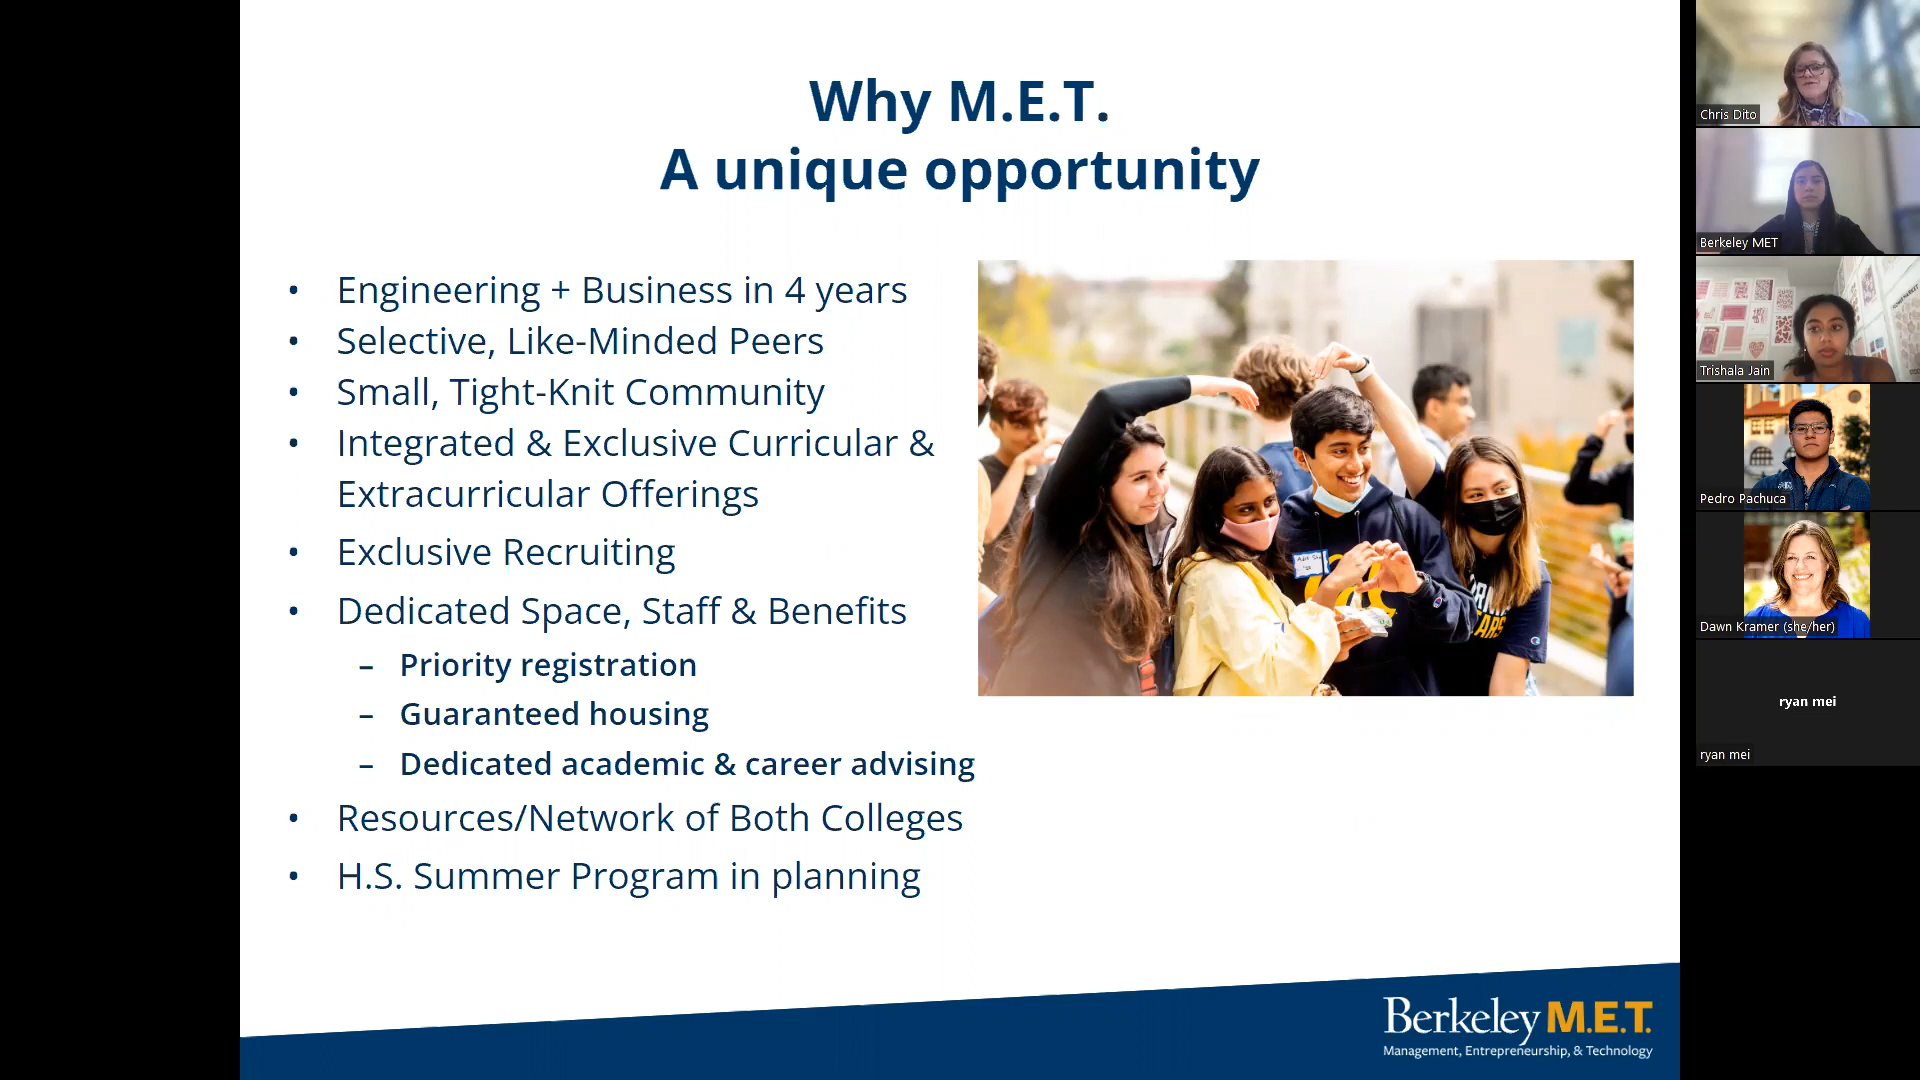 Why M.E.T.
A unique opportunity
• Engineering + Business in 4 years
• Selective, Like-Minded Peers
• Small, Tight-Knit Community
• Integrated & Exclusive Curricular &
Extracurricular Offerings
• Exclusive Recruiting
• Dedicated Space, Staff & Benefits
– Priority registration
– Guaranteed housing
– Dedicated academic & career advising
• Resources/Network of Both Colleges
• H.S. Summer Program in planning
Berkeley M.E.T.
Management, Entrepreneurship, & Technology
Chris Dito
Berkeley MET
Trishala Jain
Pedro Pachuca
Dawn Kramer (she/her)
ryan mei
ryan mei